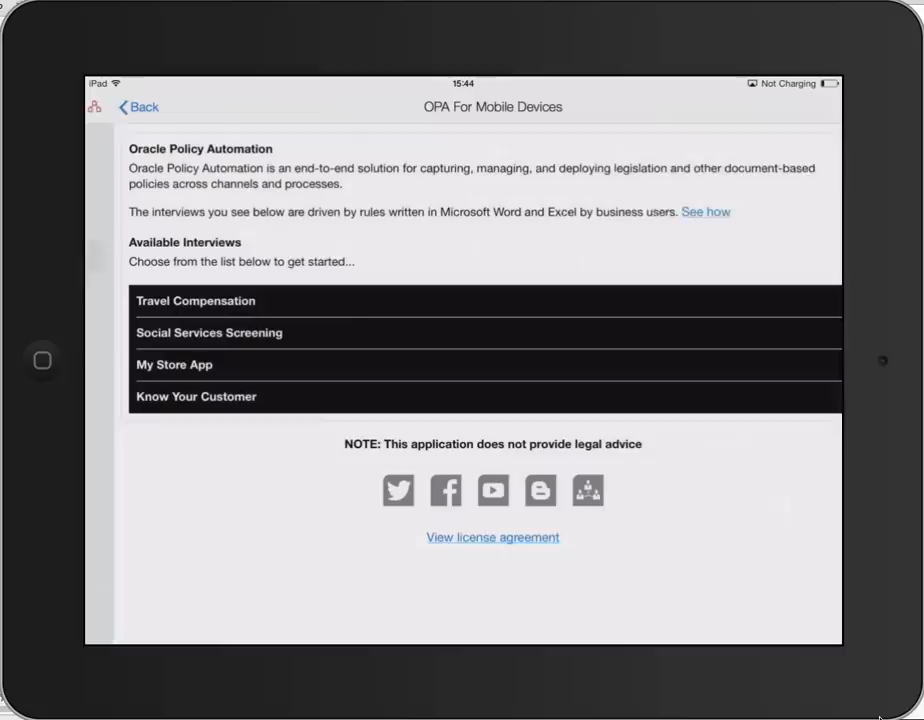 iPad 15:44 Not Charging
Back OPA For Mobile Devices
Oracle Policy Automation
Oracle Policy Automation is an end-to-end solution for capturing, managing, and deploying legislation and other document-based
policies across channels and processes.
The interviews you see below are driven by rules written in Microsoft Word and Excel by business users. See how
Available Interviews
Choose from the list below to get started...
Travel Compensation
Social Services Screening
My Store App
Know Your Customer
NOTE: This application does not provide legal advice
View license agreement